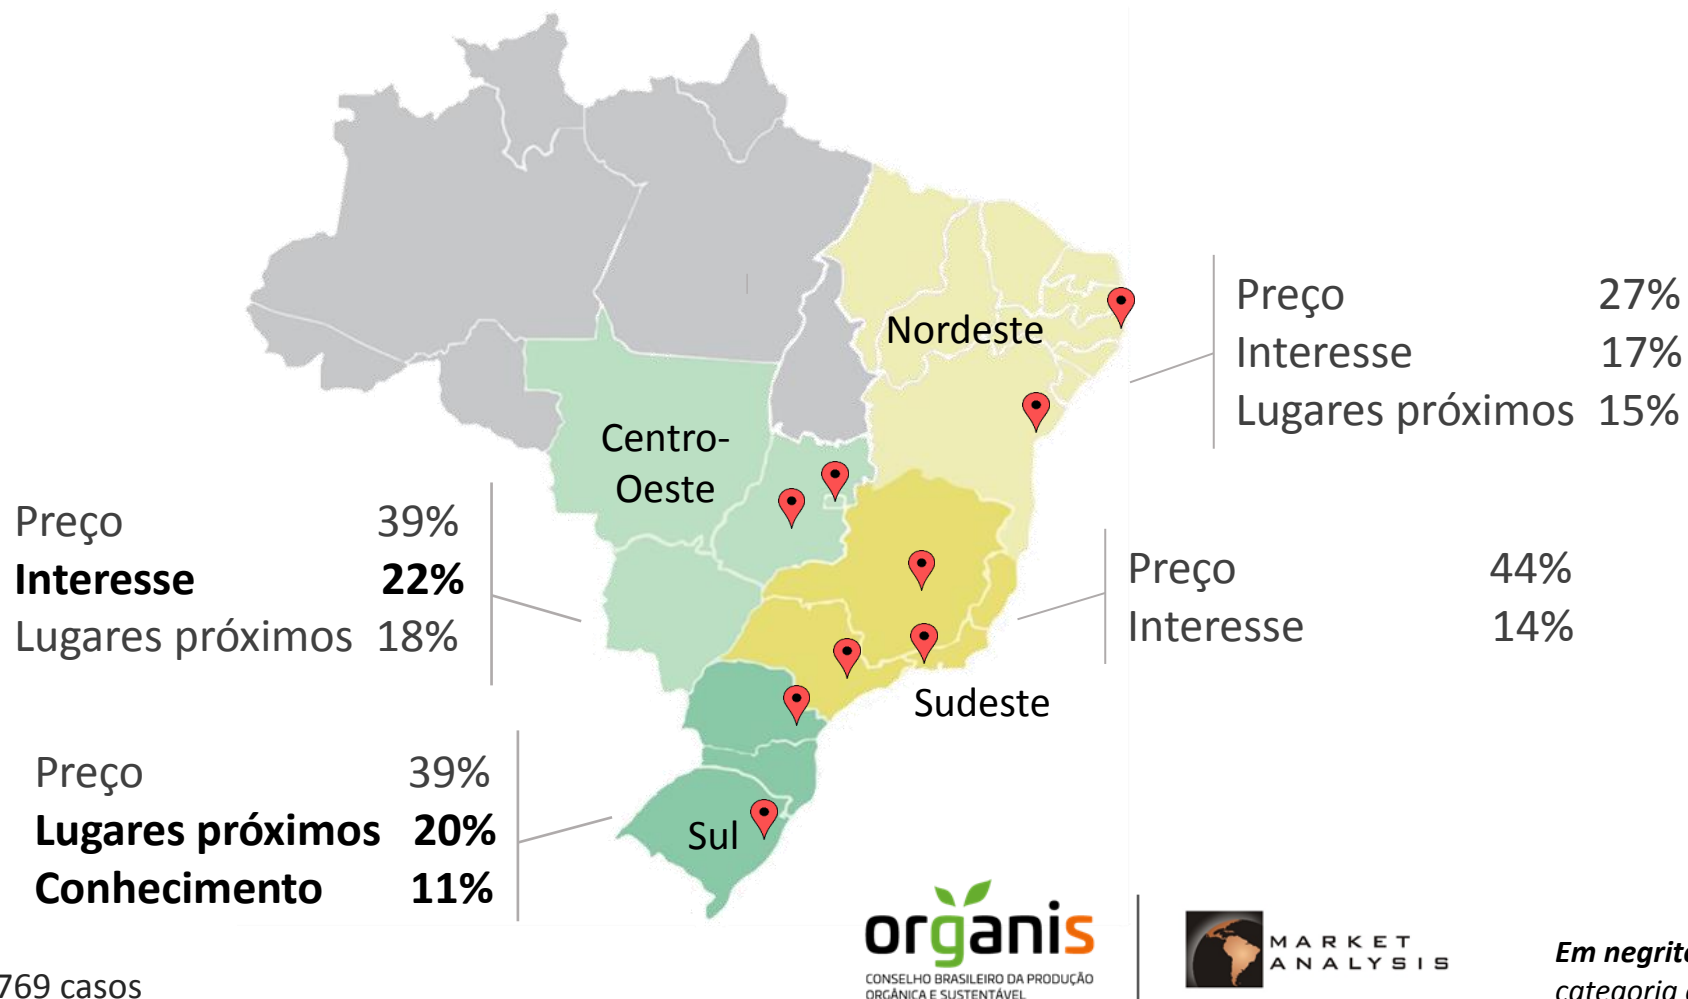 Nordeste
Preço 27%
Interesse 17%
Lugares próximos 15%
Centro-
Oeste
Preço 39%
Interesse 22%
Lugares próximos 18%
Preço 44%
Interesse 14%
Sudeste
Preço 39%
Lugares próximos 20%
Conhecimento 11%
Sul
769 casos
organis
CONSELHO BRASILEIRO DA PRODUÇÃO
ORGÂNICA E SUSTENTÁVEL
MARKET
ANALYSIS
Em negrito
categoria